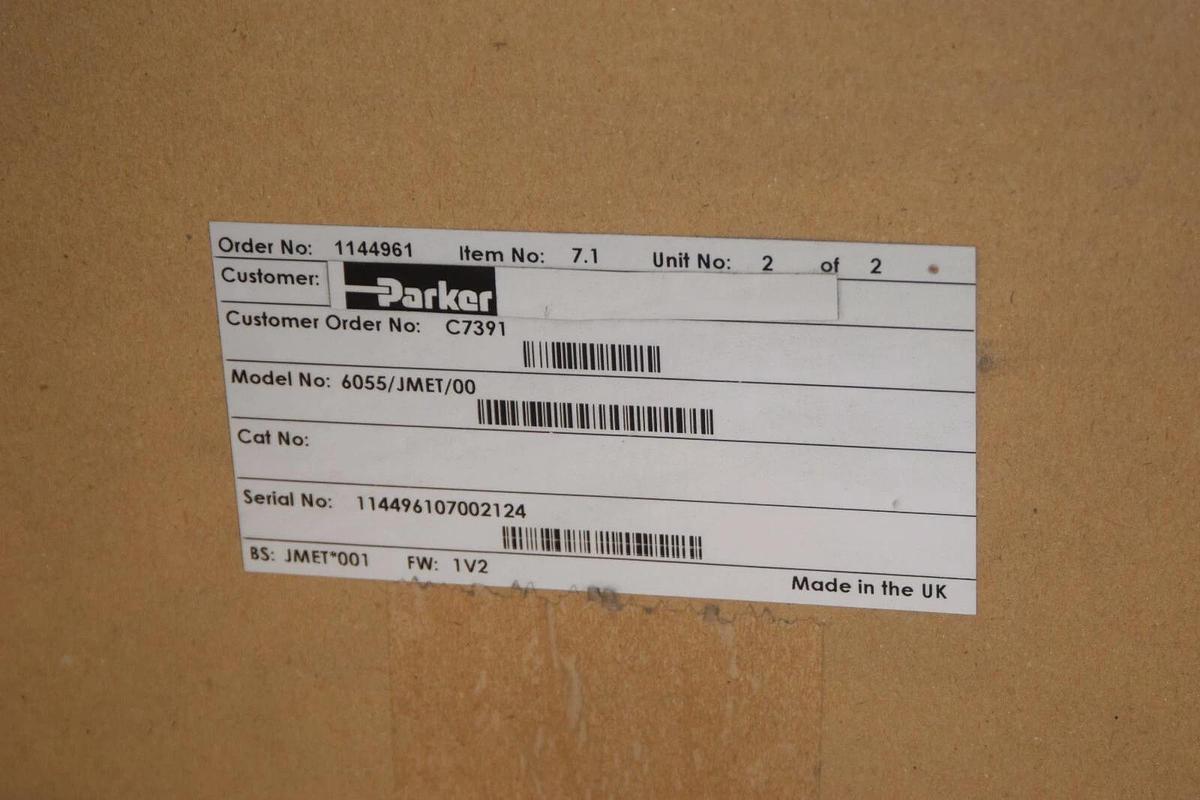 Order No: 1144961 Item No: 7.1 Unit No: 2 of 2
Customer: Parker
Customer Order No: C7391
Model No: 6055/JMET/00
Cat No:
Serial No: 114496107002124
BS: JMET*001 FW: 1V2 Made in the UK